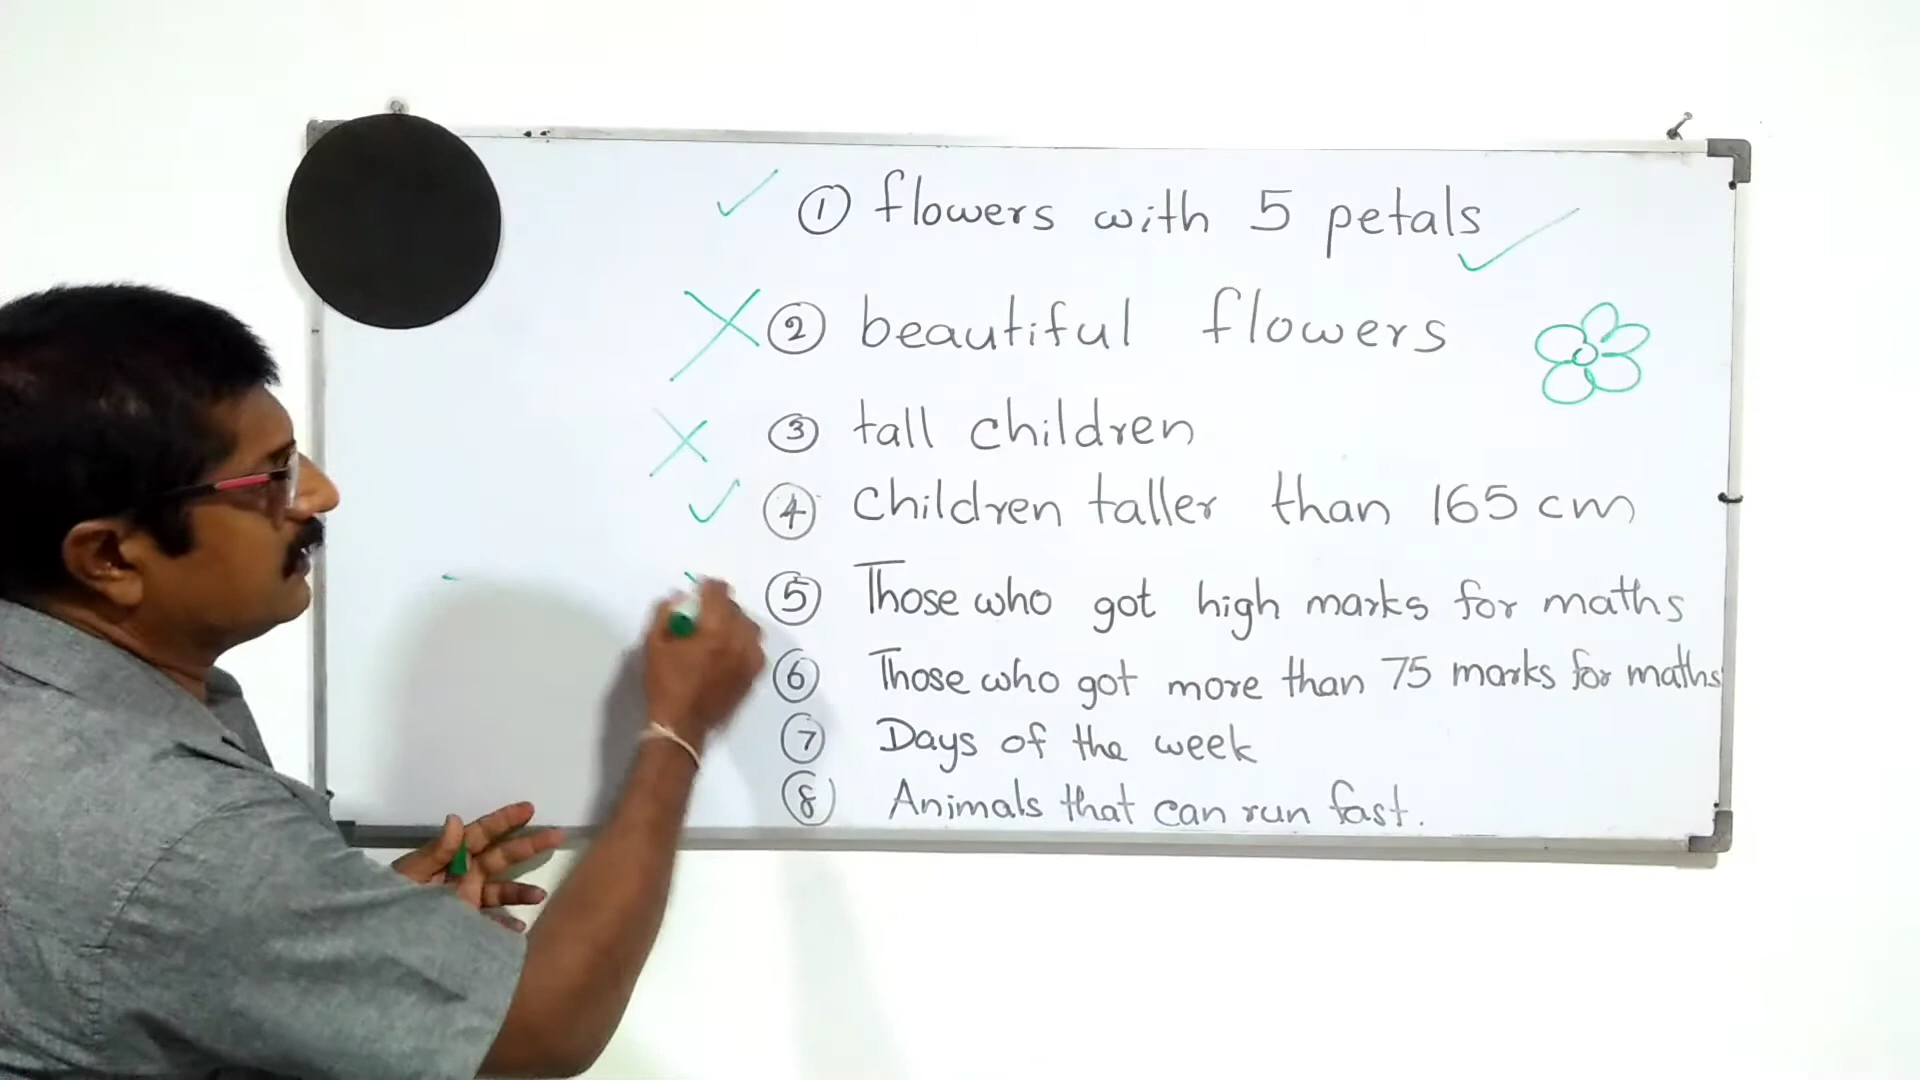 ① flowers with 5 petals
② beautiful flowers
③ tall children
④ Children taller than 165 cm
⑤ Those who got high marks for maths
⑥ Those who got more than 75 marks for maths
⑦ Days of the week
⑧ Animals that can run fast.